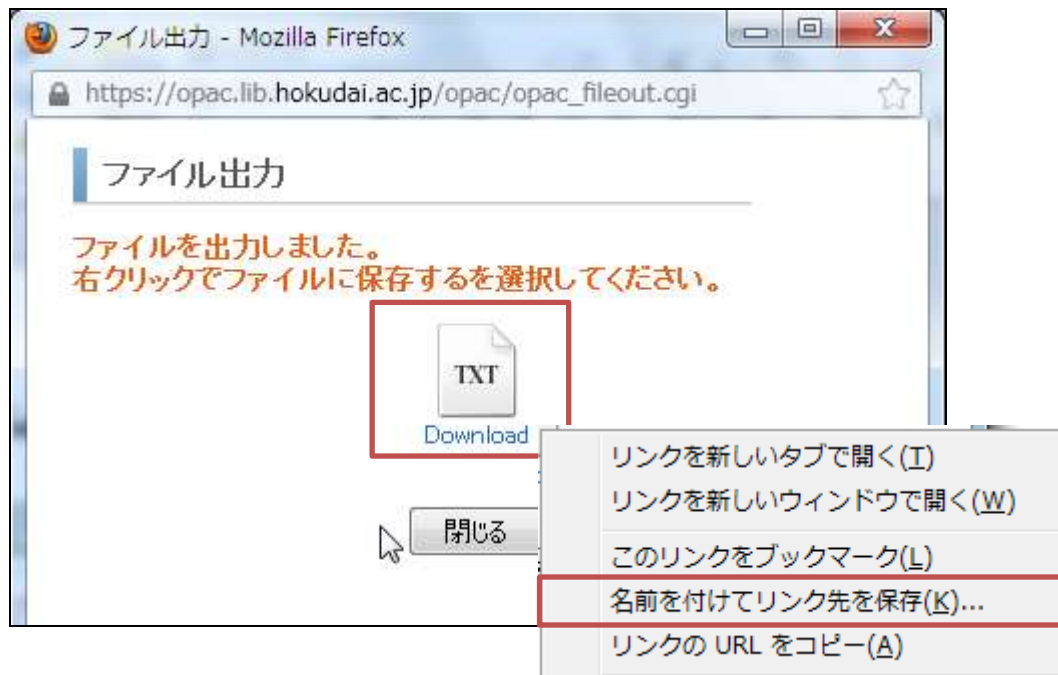 ファイル出力 - Mozilla Firefox
https://opac.lib.hokudai.ac.jp/opac/opac_fileout.cgi
ファイル出力
ファイルを出力しました。
右クリックでファイルに保存するを選択してください。
TXT
Download
閉じる
リンクを新しいタブで開く(T)
リンクを新しいウィンドウで開く(W)
このリンクをブックマーク(L)
名前を付けてリンク先を保存(K)...
リンクの URL をコピー(A)